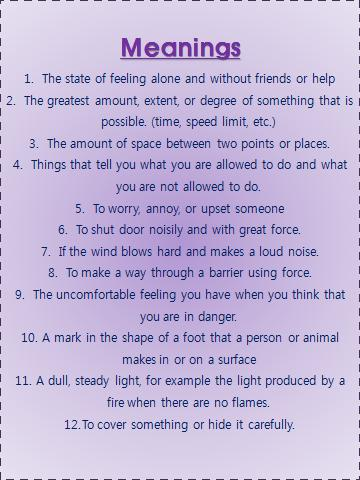 Meanings
1. The state of feeling alone and without friends or help
2. The greatest amount, extent, or degree of something that is
possible. (time, speed limit, etc.)
3. The amount of space between two points or places.
4. Things that tell you what you are allowed to do and what
you are not allowed to do.
5. To worry, annoy, or upset someone
6. To shut door noisily and with great force.
7. If the wind blows hard and makes a loud noise.
8. To make a way through a barrier using force.
9. The uncomfortable feeling you have when you think that
you are in danger.
10. A mark in the shape of a foot that a person or animal
makes in or on a surface
11. A dull, steady light, for example the light produced by a
fire when there are no flames.
12.To cover something or hide it carefully.